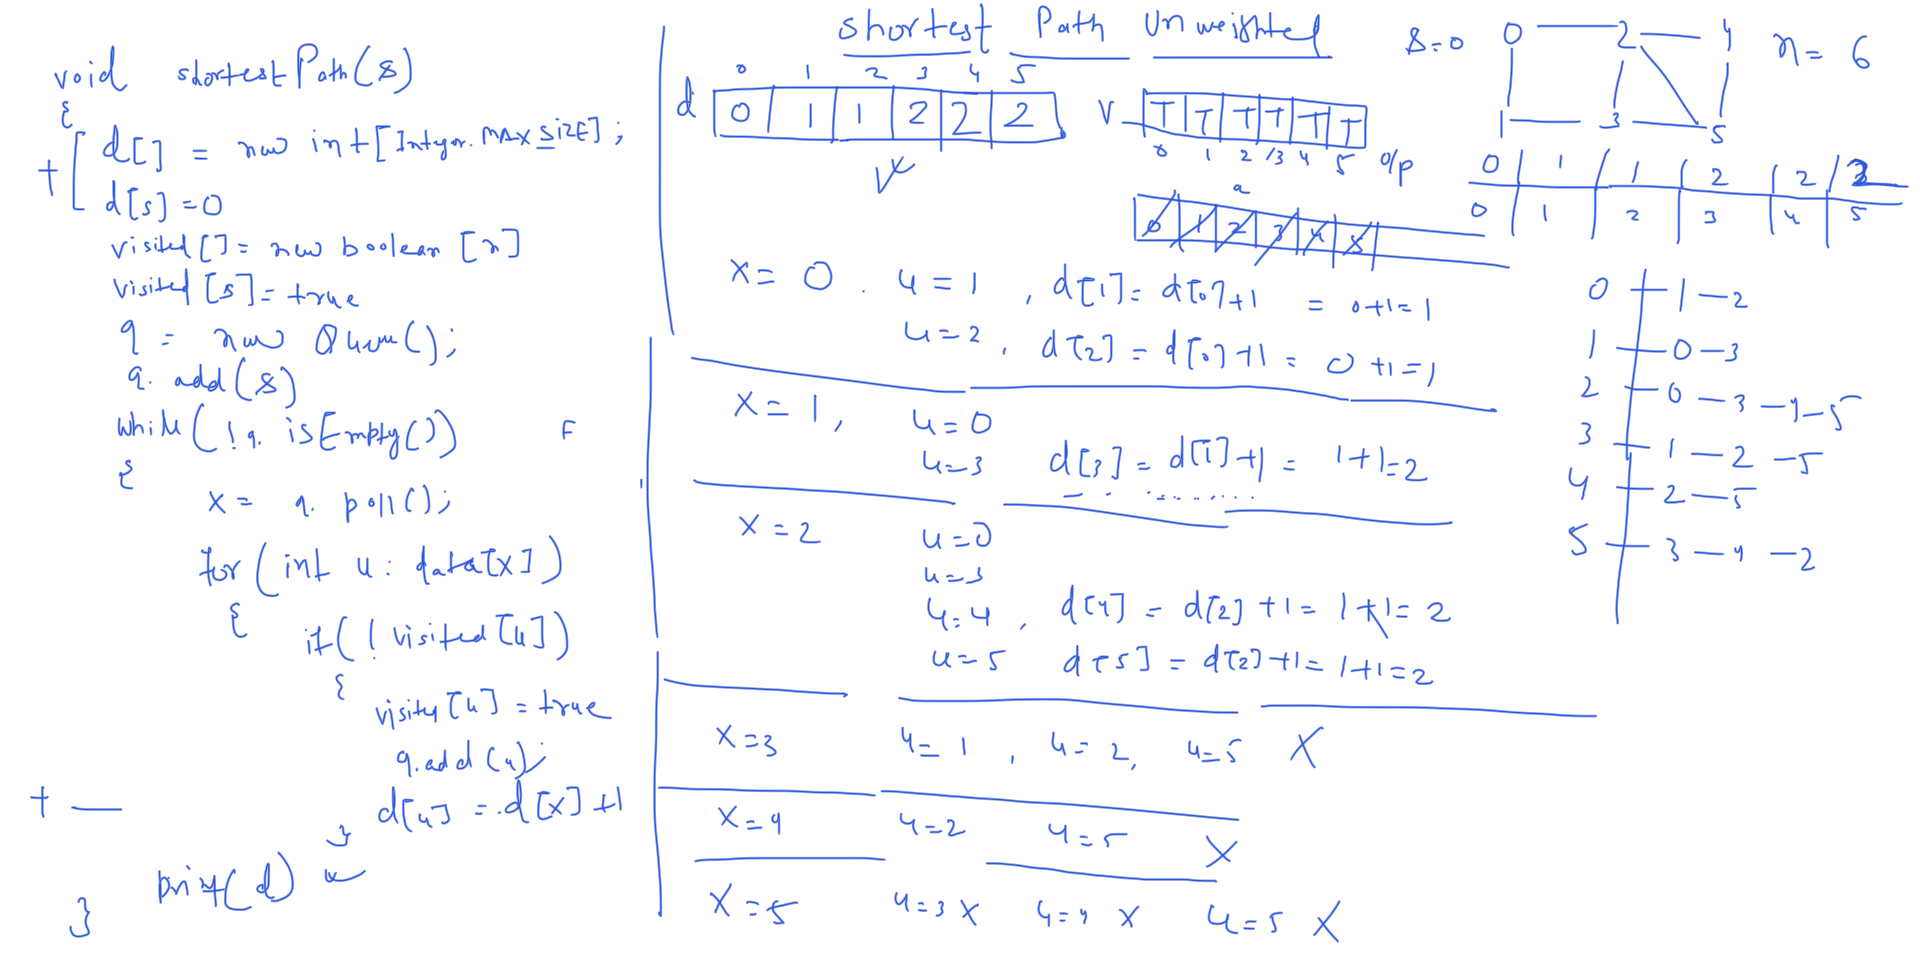 shortest Path Unweighted
void shortestPath(s)
{
d[] = new int[Integer.MAX SIZE];
d[s] = 0
visited[] = new boolean [n]
visited [s] = true
q = new Queue();
q. add(s)
while(!q. isEmpty())
F
{
x = q. poll();
for (int u: data[x])
{
if(! visited [u])
{
visited [u] = true
q.add (u);
d[u] = d[x] +1
}
+
+
print(d)
}
0 1 2 3 4 5
d 0 1 1 2 2 2
V T T T T T T
0 1 2 3 4 5
o/p
Q
0 1 2 3 4 5
x = 0 . u = 1 , d[1] = d[0]+1 = 0+1=1
u=2 , d[2] = d[0]+1 = 0 +1 =1
x = 1, u=0
u=3 d[3] = d[1] +1 = 1+1=2
x = 2 u=0
u=3
u=4 , d[4] = d[2] +1 = 1+1 = 2
u=5 d[5] = d[2]+1 = 1+1=2
x=3 u=1 , u=2, u=5 X
x=4 u=2 u=5 X
x=5 u=3 X u=4 X u=5 X
S=0
0 2 4
1 3 5
n= 6
0 1 1 2 2
0 1 2 3 4 5
0 1 - 2
1 0 - 3
2 0 - 3 - 4 - 5
3 1 - 2 - 5
4 2 - 5
5 3 - 4 - 2